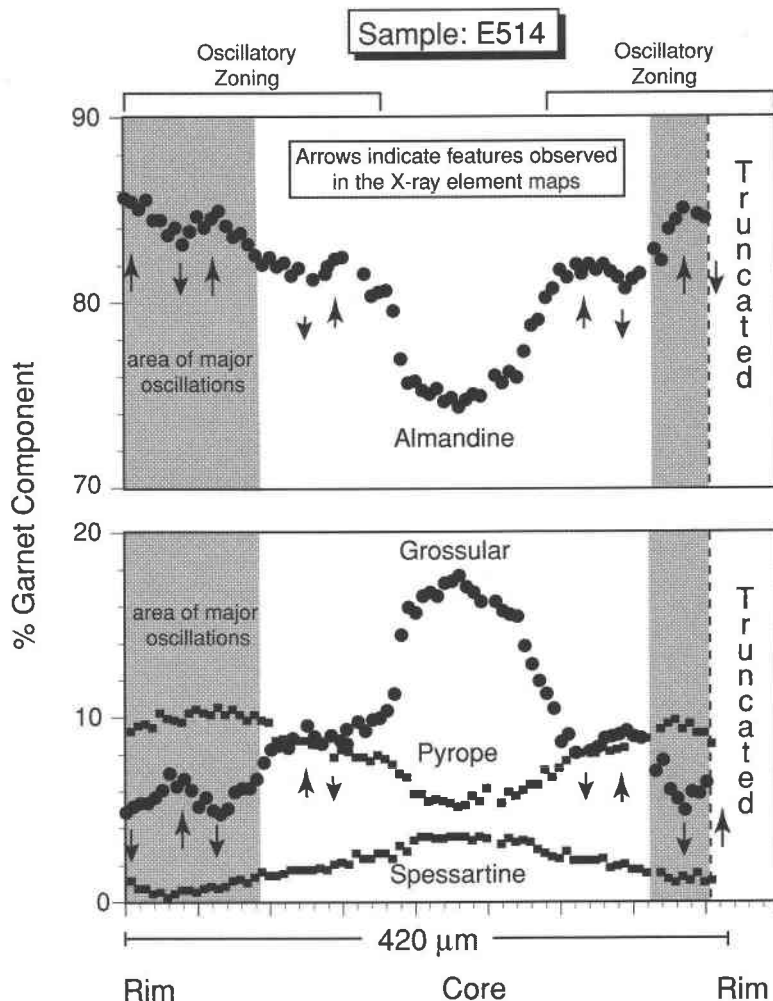 Sample: E514
Oscillatory
Zoning
Oscillatory
Zoning
90
80
70
Arrows indicate features observed
in the X-ray element maps
area of major
oscillations
Almandine
Truncated
% Garnet Component
20
10
0
Grossular
area of major
oscillations
Pyrope
Spessartine
Truncated
420 µm
Rim
Core
Rim